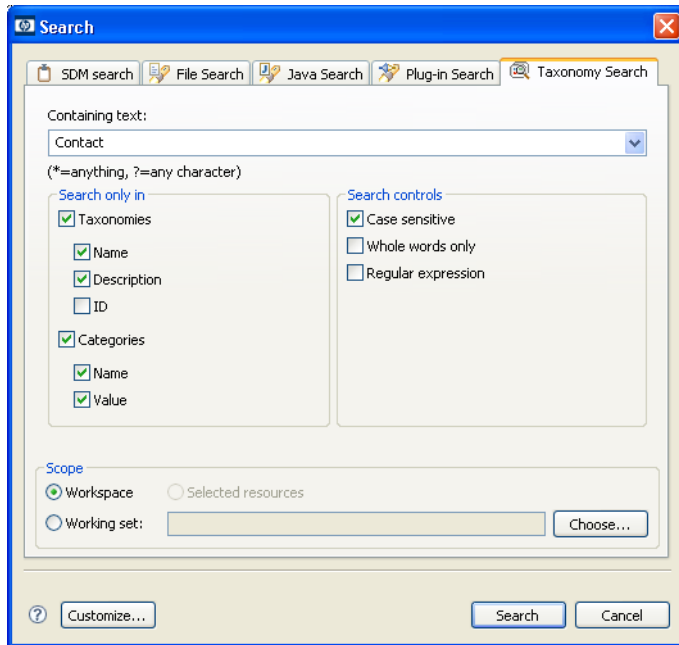 Search
SDM search File Search Java Search Plug-in Search Taxonomy Search
Containing text:
Contact
(*=anything, ?=any character)
Search only in
Taxonomies
Name
Description
ID
Categories
Name
Value
Search controls
Case sensitive
Whole words only
Regular expression
Scope
Workspace Selected resources
Working set: Choose...
? Customize... Search Cancel